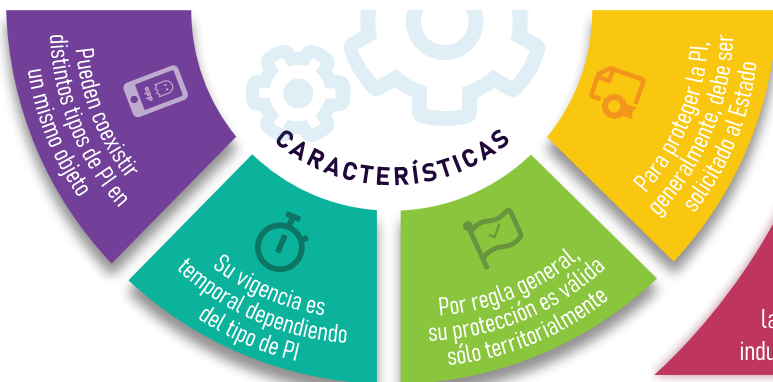 Pueden coexistir
distintos tipos de PI en
un mismo objeto
CARACTERÍSTICAS
Su vigencia es
temporal dependiendo
del tipo de PI
Por regla general,
su protección es válida
sólo territorialmente
Para proteger la PI,
generalmente, debe ser
solicitado al Estado
la
indu